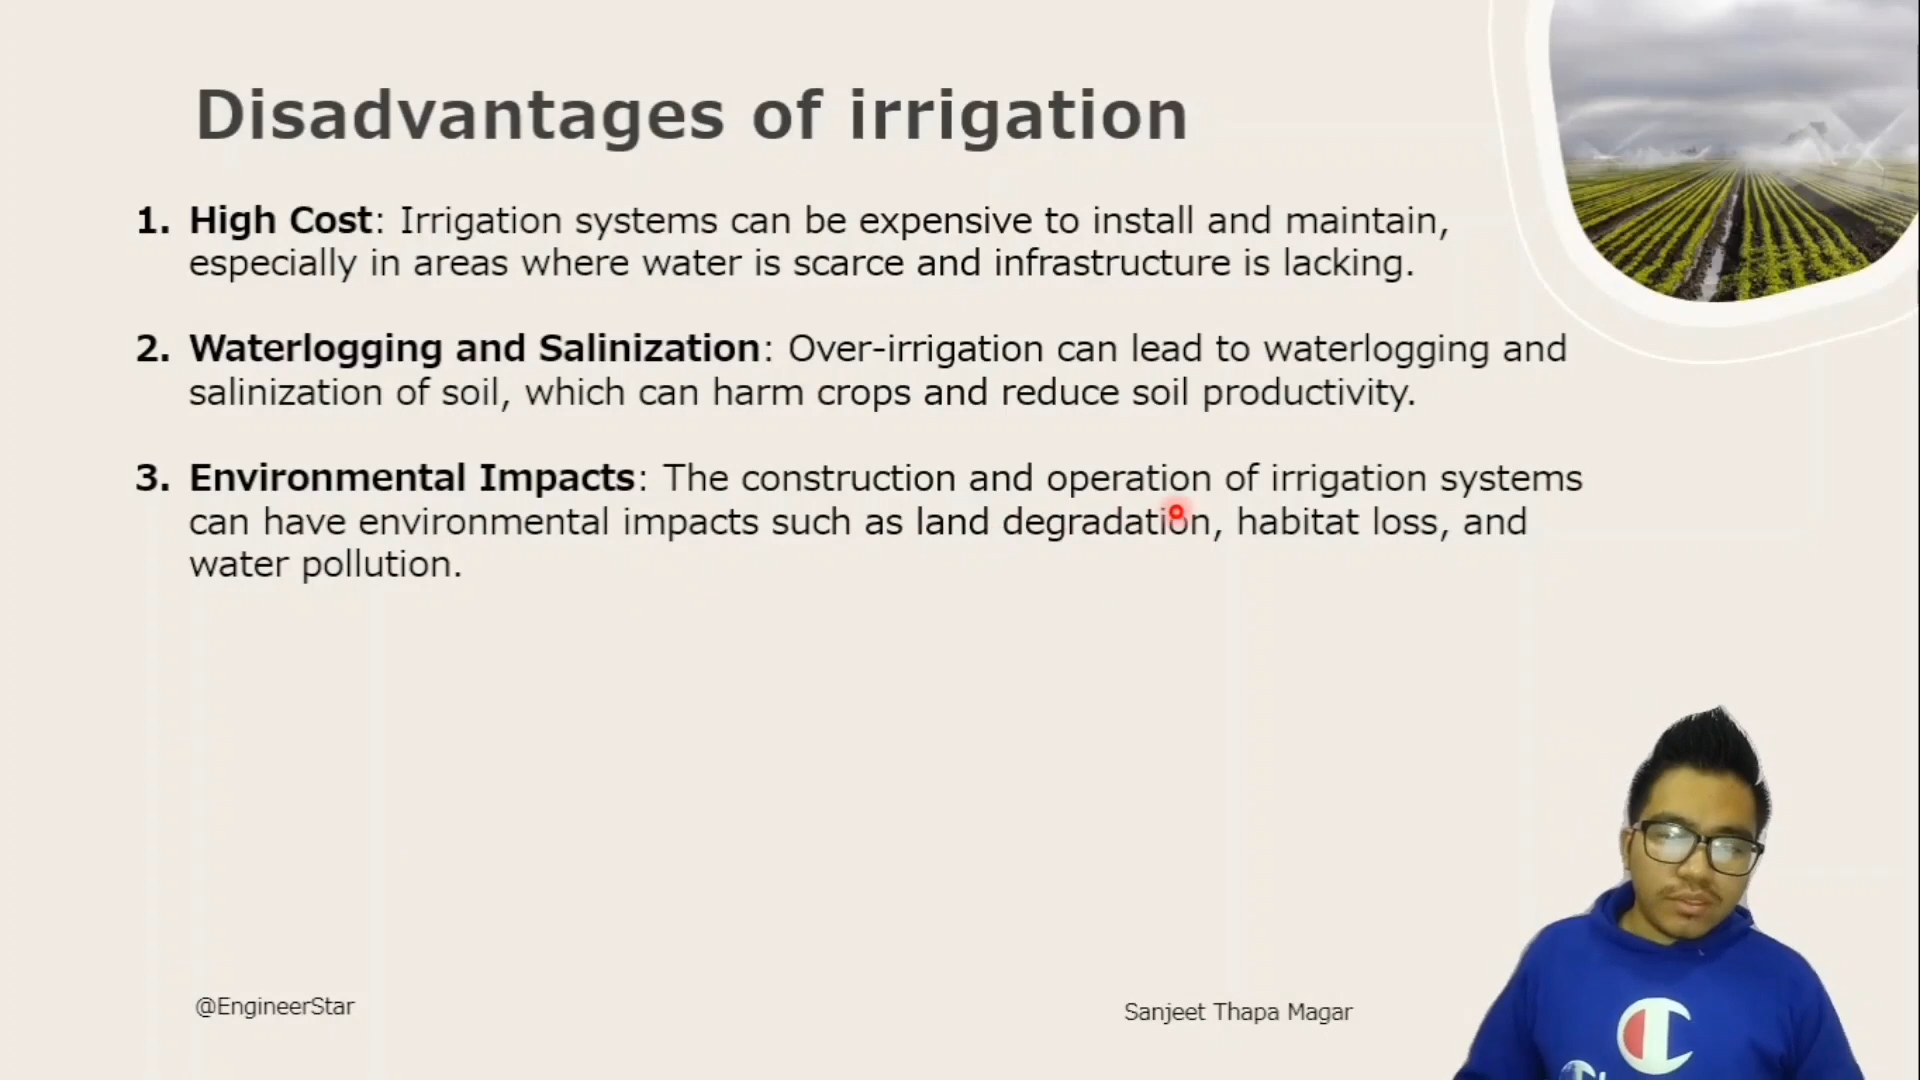 Disadvantages of irrigation
1. High Cost: Irrigation systems can be expensive to install and maintain,
especially in areas where water is scarce and infrastructure is lacking.
2. Waterlogging and Salinization: Over-irrigation can lead to waterlogging and
salinization of soil, which can harm crops and reduce soil productivity.
3. Environmental Impacts: The construction and operation of irrigation systems
can have environmental impacts such as land degradation, habitat loss, and
water pollution.
@EngineerStar
Sanjeet Thapa Magar